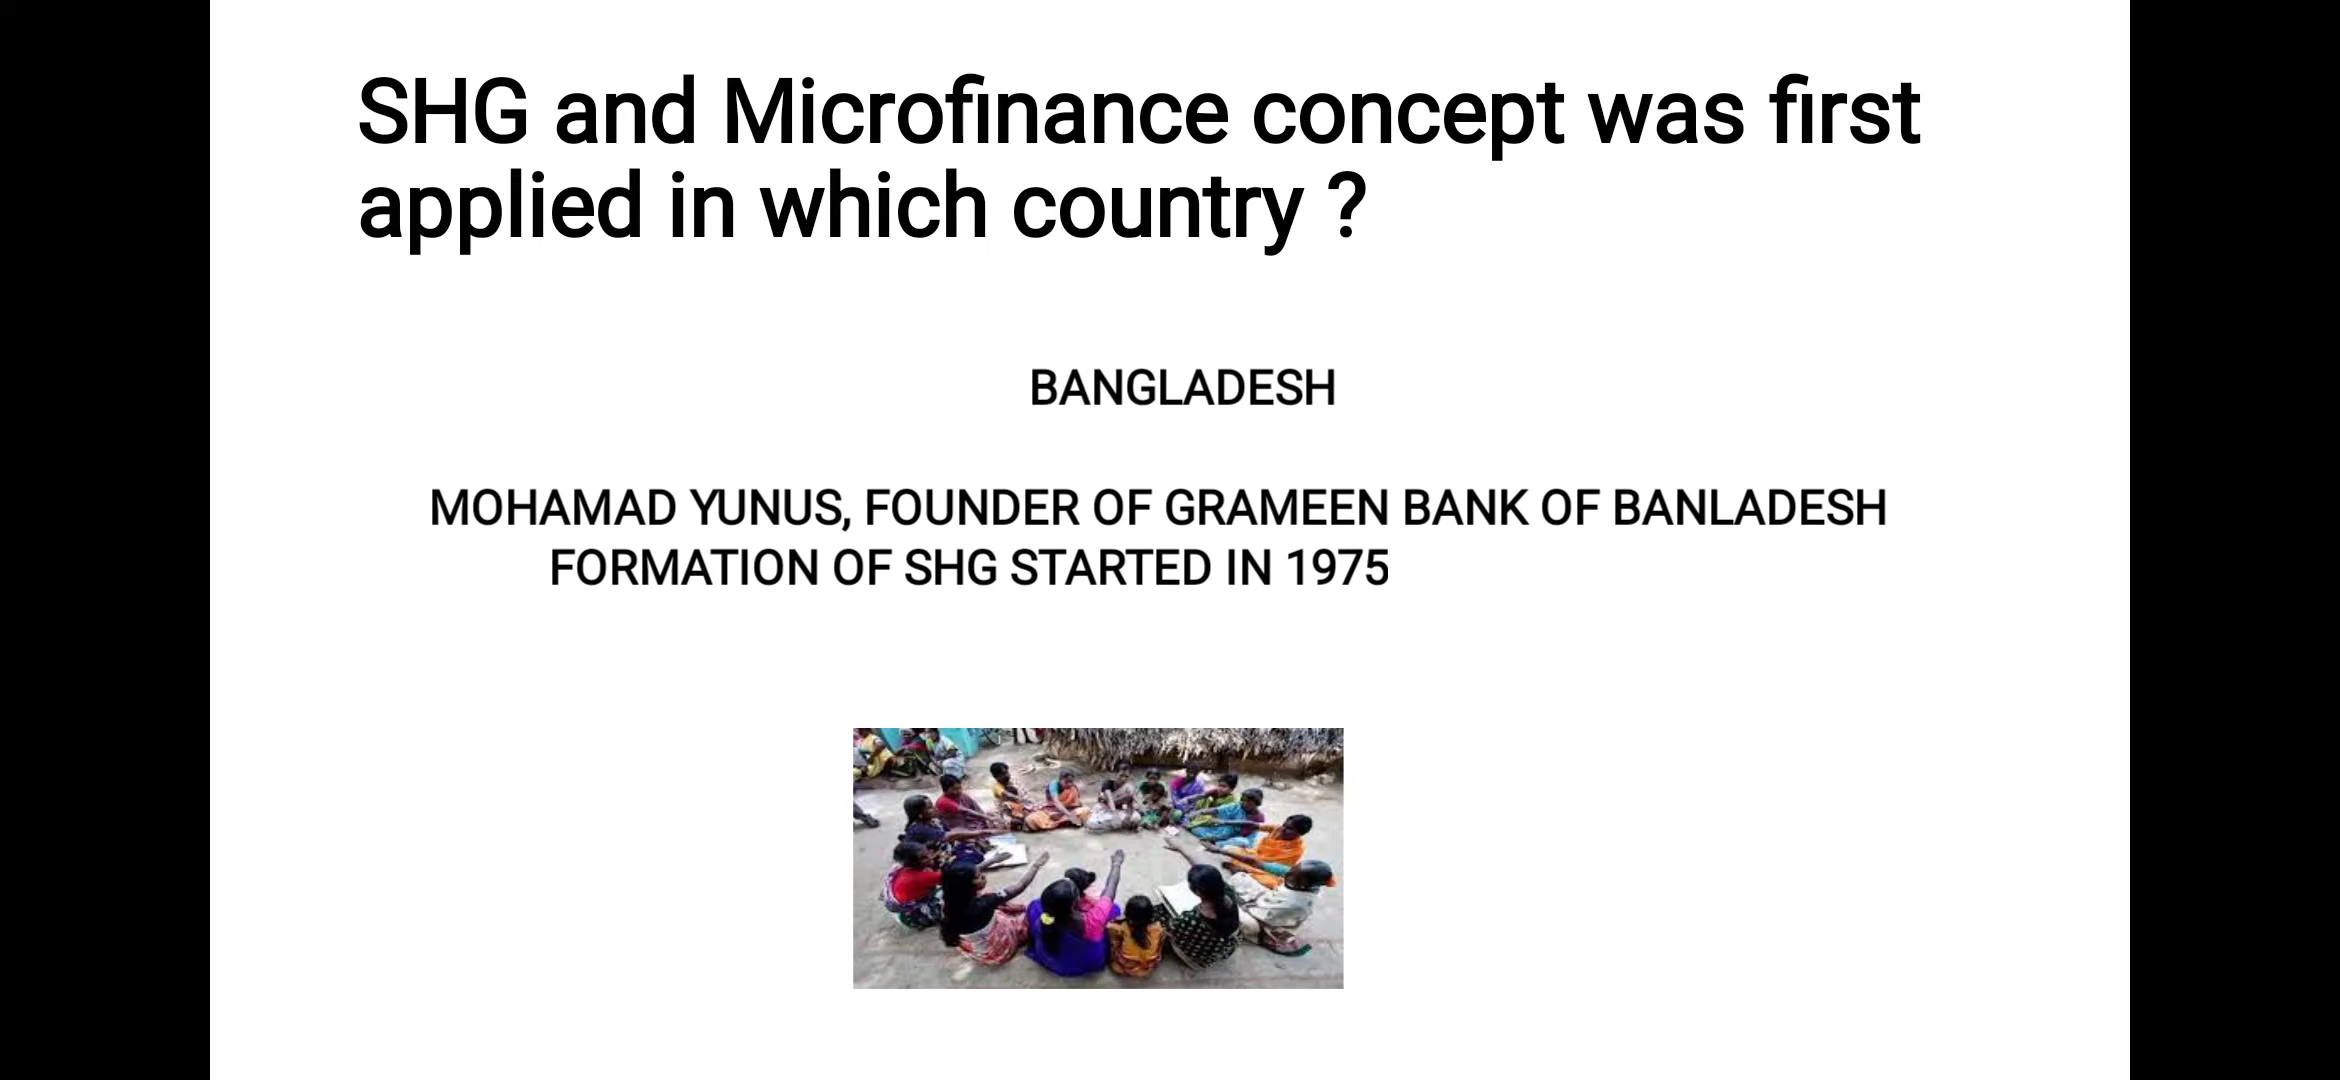 SHG and Microfinance concept was first
applied in which country ?
BANGLADESH
MOHAMAD YUNUS, FOUNDER OF GRAMEEN BANK OF BANLADESH
FORMATION OF SHG STARTED IN 1975